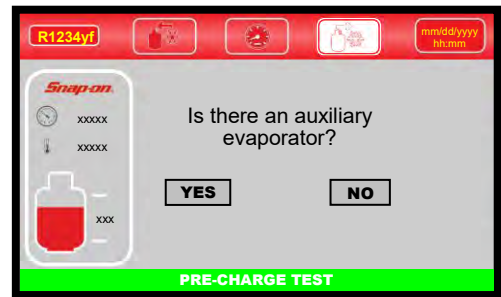 R1234yf
mm/dd/yyyy
hh:mm
Snap-on
xxxxx
xxxxx
xxx
Is there an auxiliary
evaporator?
YES
NO
PRE-CHARGE TEST